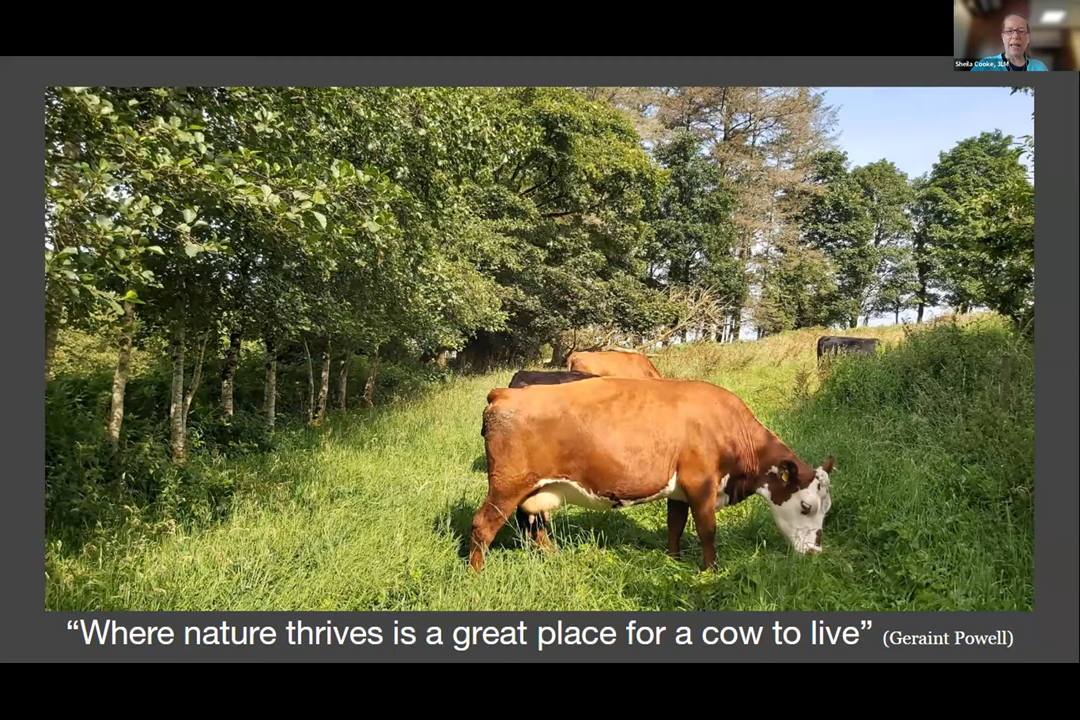 Sheila Cooke, 3LM
“Where nature thrives is a great place for a cow to live” (Geraint Powell)